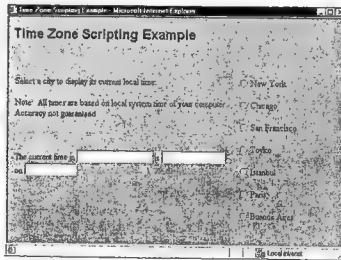 Time Zone Scripting Example - Microsoft Internet Explorer
Time Zone Scripting Example
Select a city to display its current local time.
Note: All times are based on local system time of your computer.
Accuracy not guaranteed
The current time in
is
on
New York
Chicago
San Francisco
Toyko
Istanbul
Paris
Buenos Aires
Local intranet